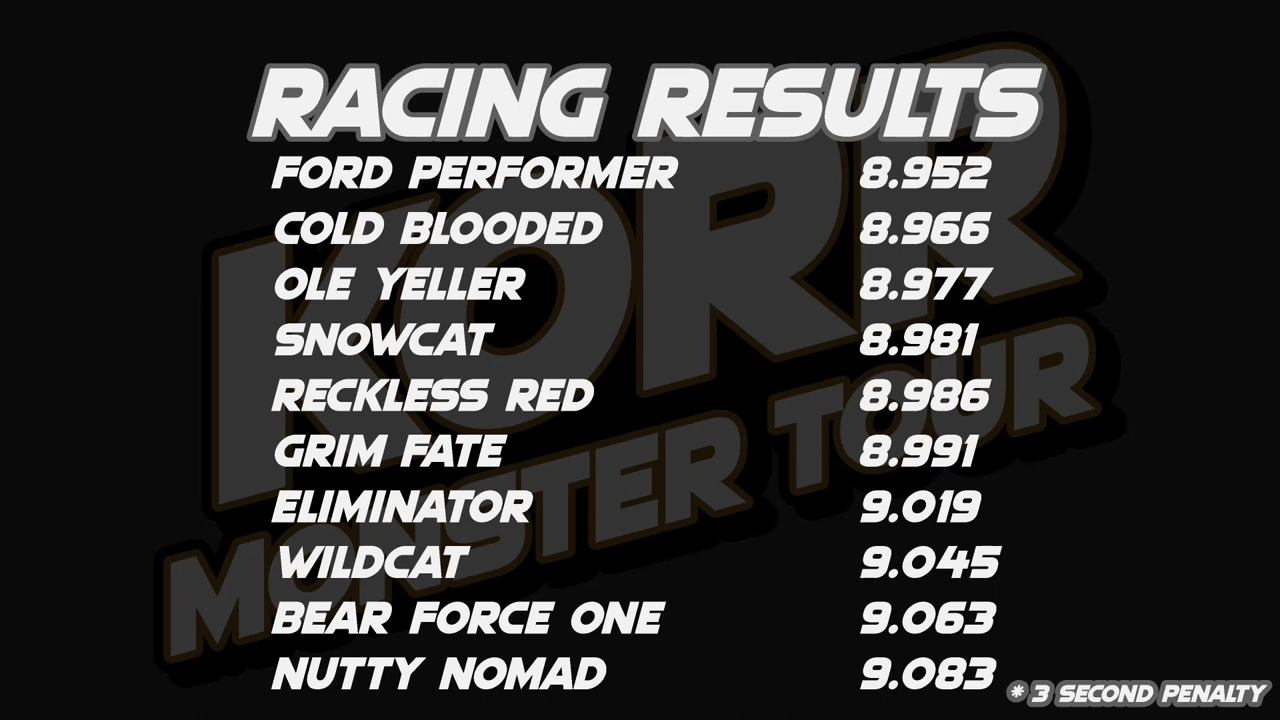 RACING RESULTS
FORD PERFORMER 8.952
COLD BLOODED 8.966
OLE YELLER 8.977
SNOWCAT 8.981
RECKLESS RED 8.986
GRIM FATE 8.991
ELIMINATOR 9.019
WILDCAT 9.045
BEAR FORCE ONE 9.063
NUTTY NOMAD 9.083
* 3 SECOND PENALTY
KORR
MONSTER TOUR